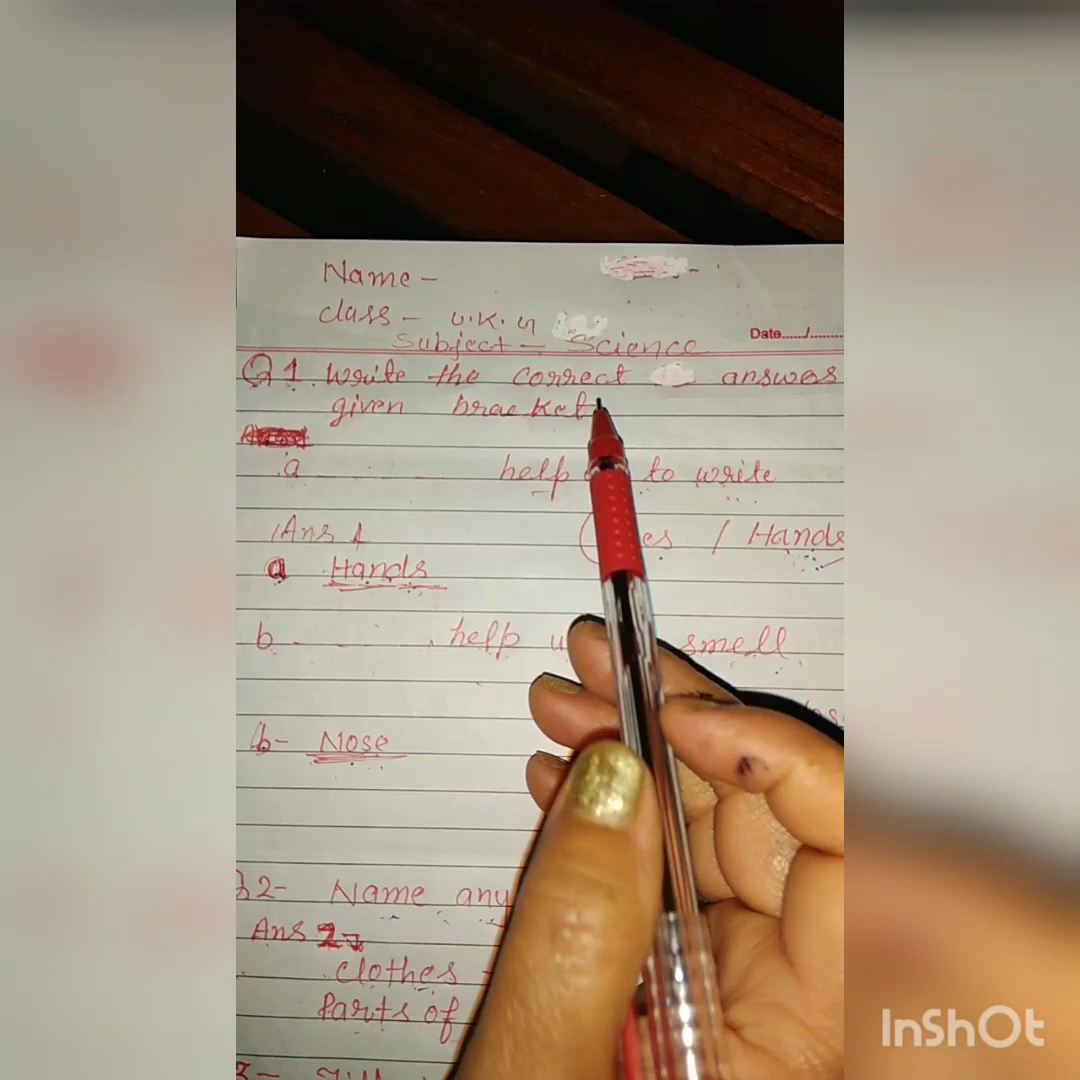 Name -
class - U.K.G
Date....../........
Subject - Science
Q1. Write the correct answas
given bracket
a ............ help to write
Ans 1 es / Hands
a Hands
b - ....... help u smell
b- Nose
2- Name any
Ans 2-
clothes -
Parts of
InShOt